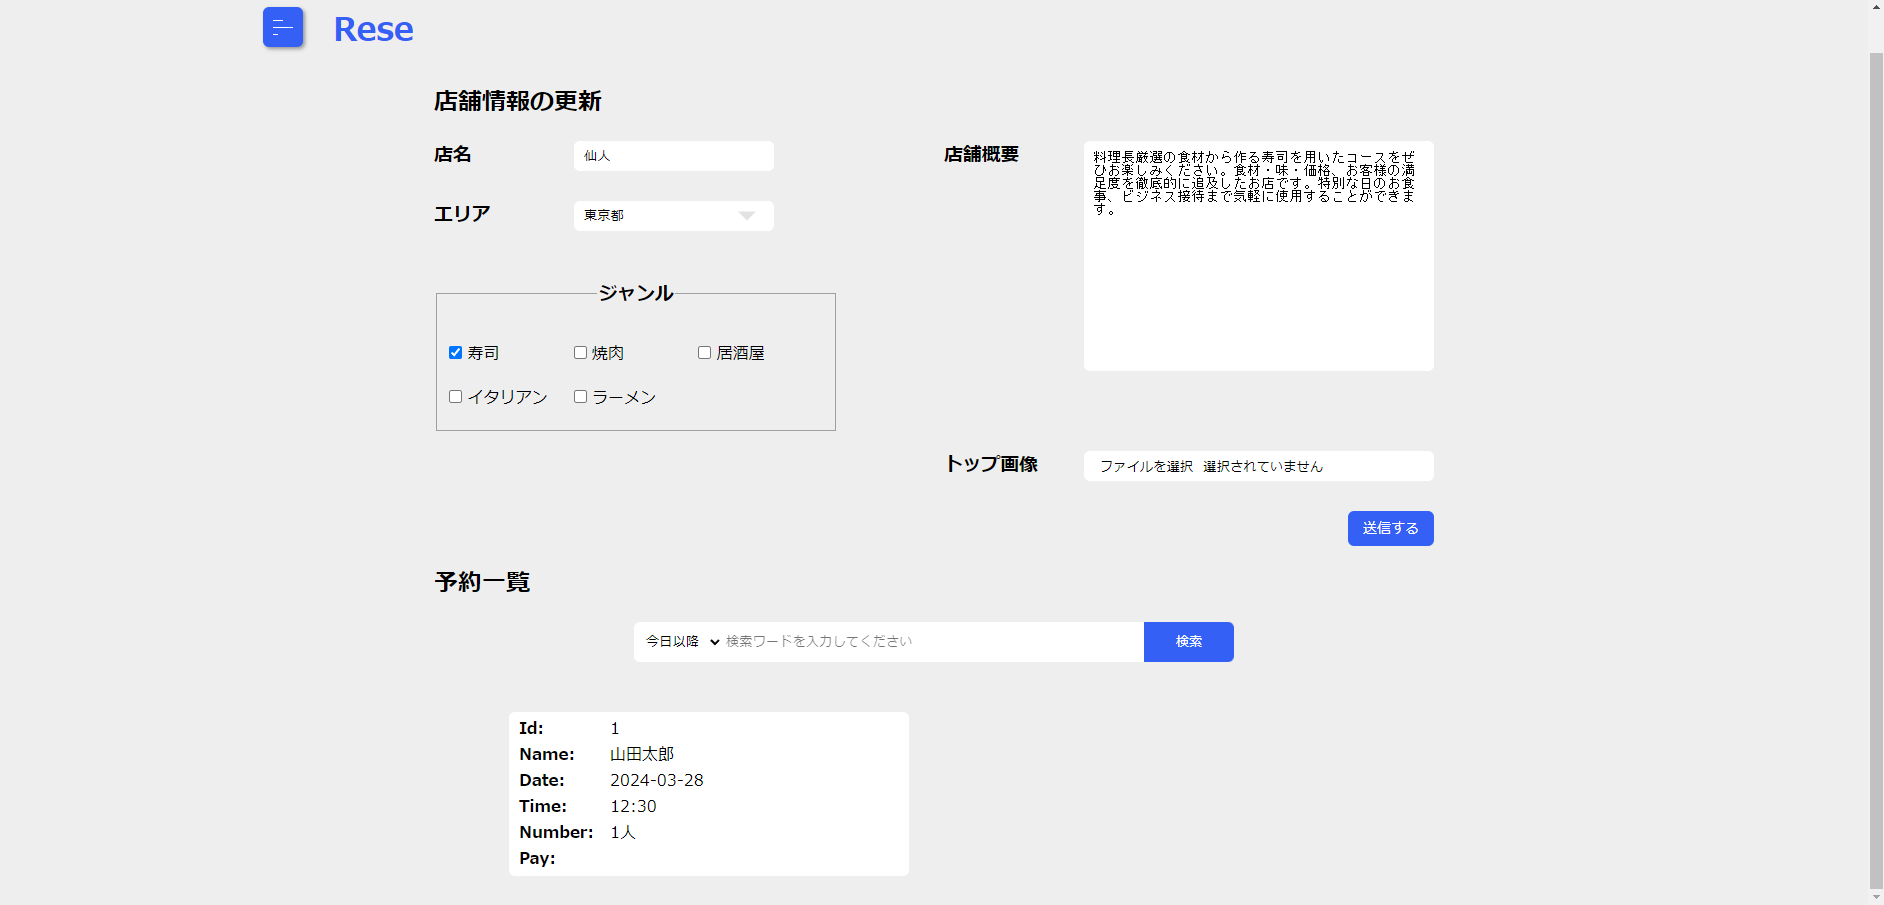 Rese
店舗情報の更新
店名
仙人
エリア
東京都
ジャンル
寿司
焼肉
居酒屋
イタリアン
ラーメン
店舗概要
料理長厳選の食材から作る寿司を用いたコースをぜ
ひお楽しみください。食材・味・価格、お客様の満
足度を徹底的に追及したお店です。特別な日のお食
事、ビジネス接待まで気軽に使用することができま
す。
トップ画像
ファイルを選択 選択されていません
送信する
予約一覧
今日以降 検索ワードを入力してください 検索
Id: 1
Name: 山田太郎
Date: 2024-03-28
Time: 12:30
Number: 1人
Pay: